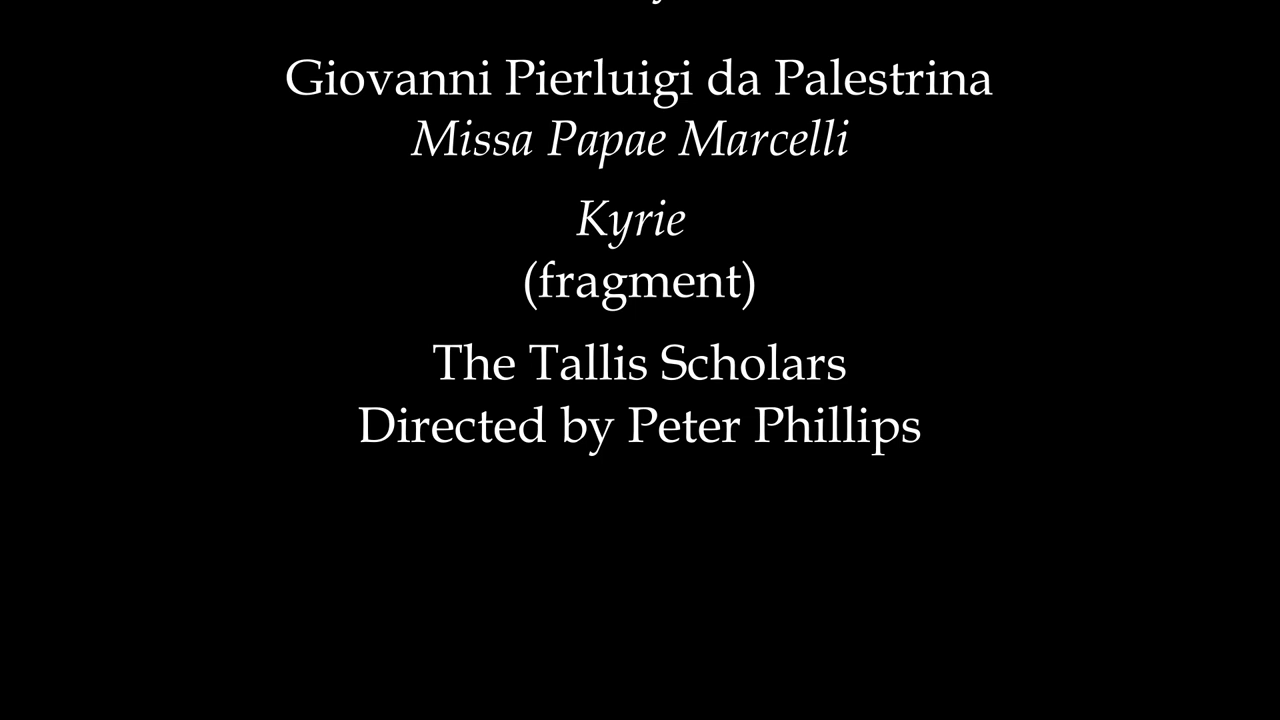 Giovanni Pierluigi da Palestrina
Missa Papae Marcelli
Kyrie
(fragment)
The Tallis Scholars
Directed by Peter Phillips